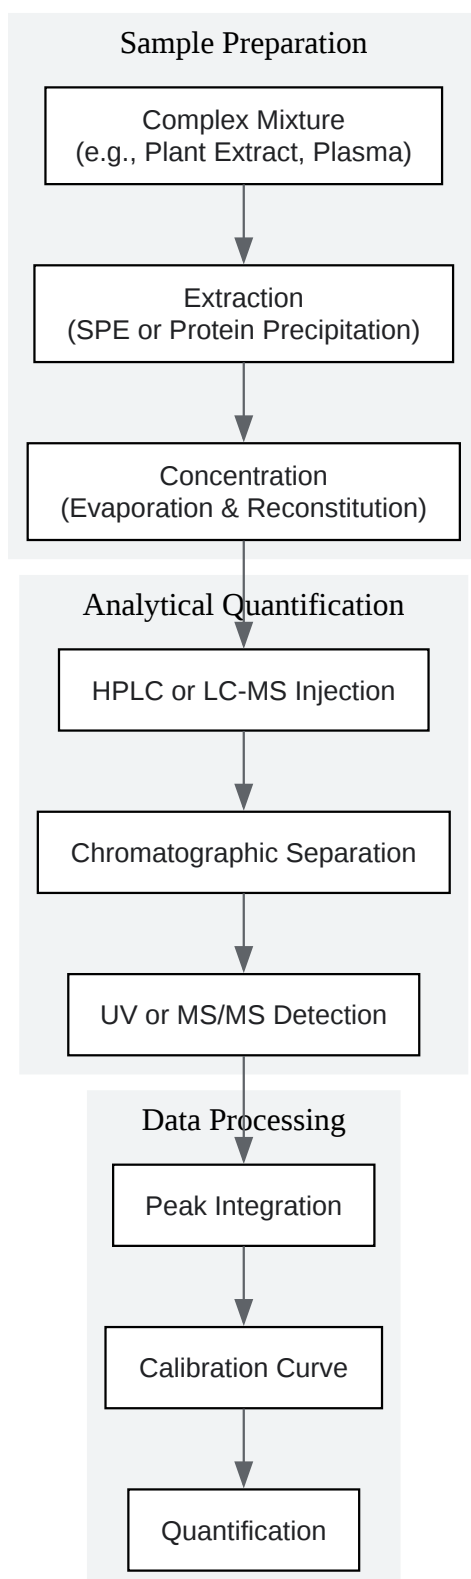 Sample Preparation
Complex Mixture
(e.g., Plant Extract, Plasma)
Extraction
(SPE or Protein Precipitation)
Concentration
(Evaporation & Reconstitution)
Analytical Quantification
HPLC or LC-MS Injection
Chromatographic Separation
UV or MS/MS Detection
Data Processing
Peak Integration
Calibration Curve
Quantification